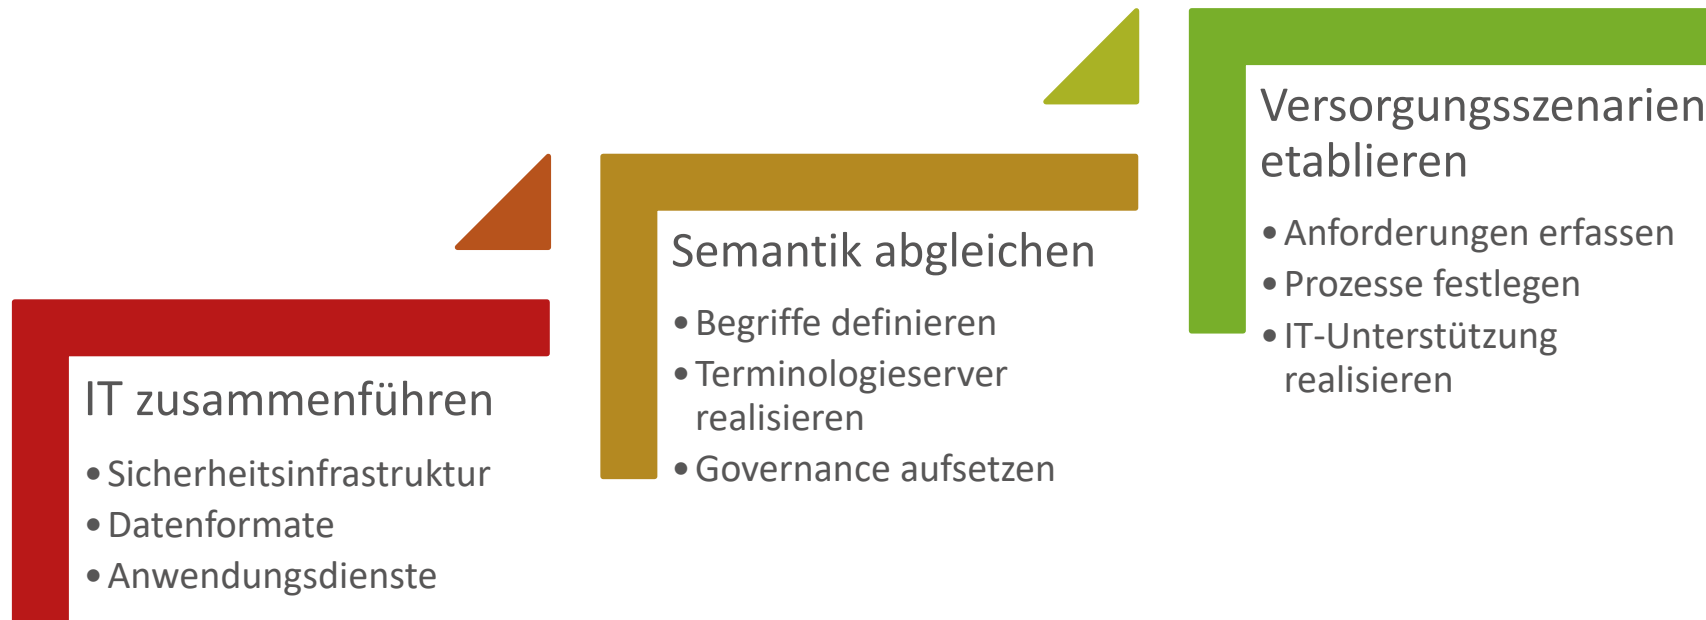 IT zusammenführen
• Sicherheitsinfrastruktur
• Datenformate
• Anwendungsdienste
Semantik abgleichen
• Begriffe definieren
• Terminologieserver
realisieren
• Governance aufsetzen
Versorgungsszenarien
etablieren
• Anforderungen erfassen
• Prozesse festlegen
• IT-Unterstützung
realisieren